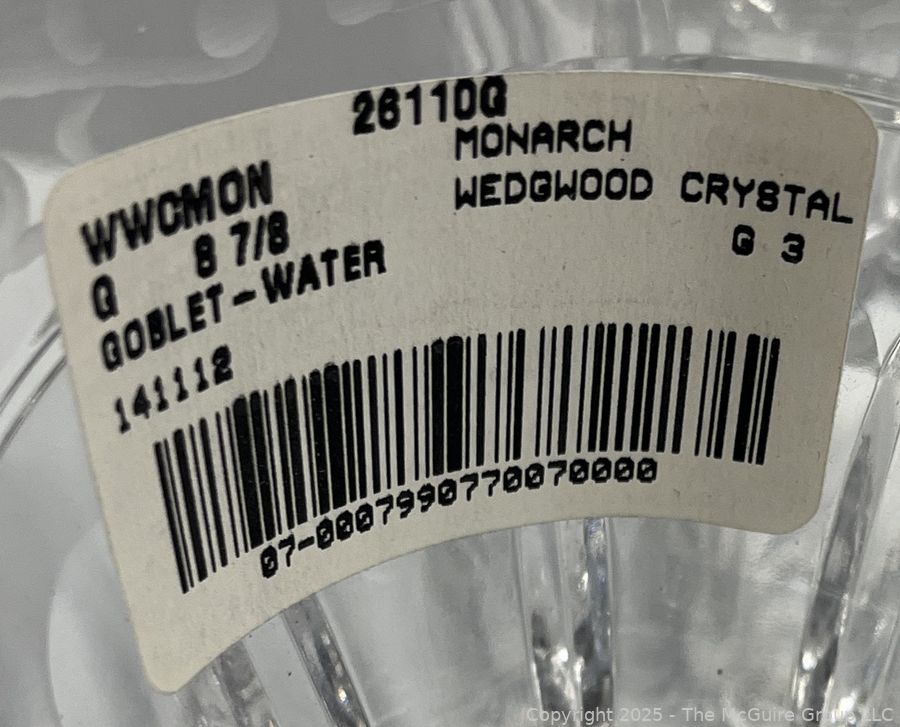 26110G
MONARCH
WEDGWOOD CRYSTAL
G 3
WWCMON
G 8 7/8
GOBLET-WATER
141112
07-0007990770070000
Copyright 2025 - The McGuire Group LLC